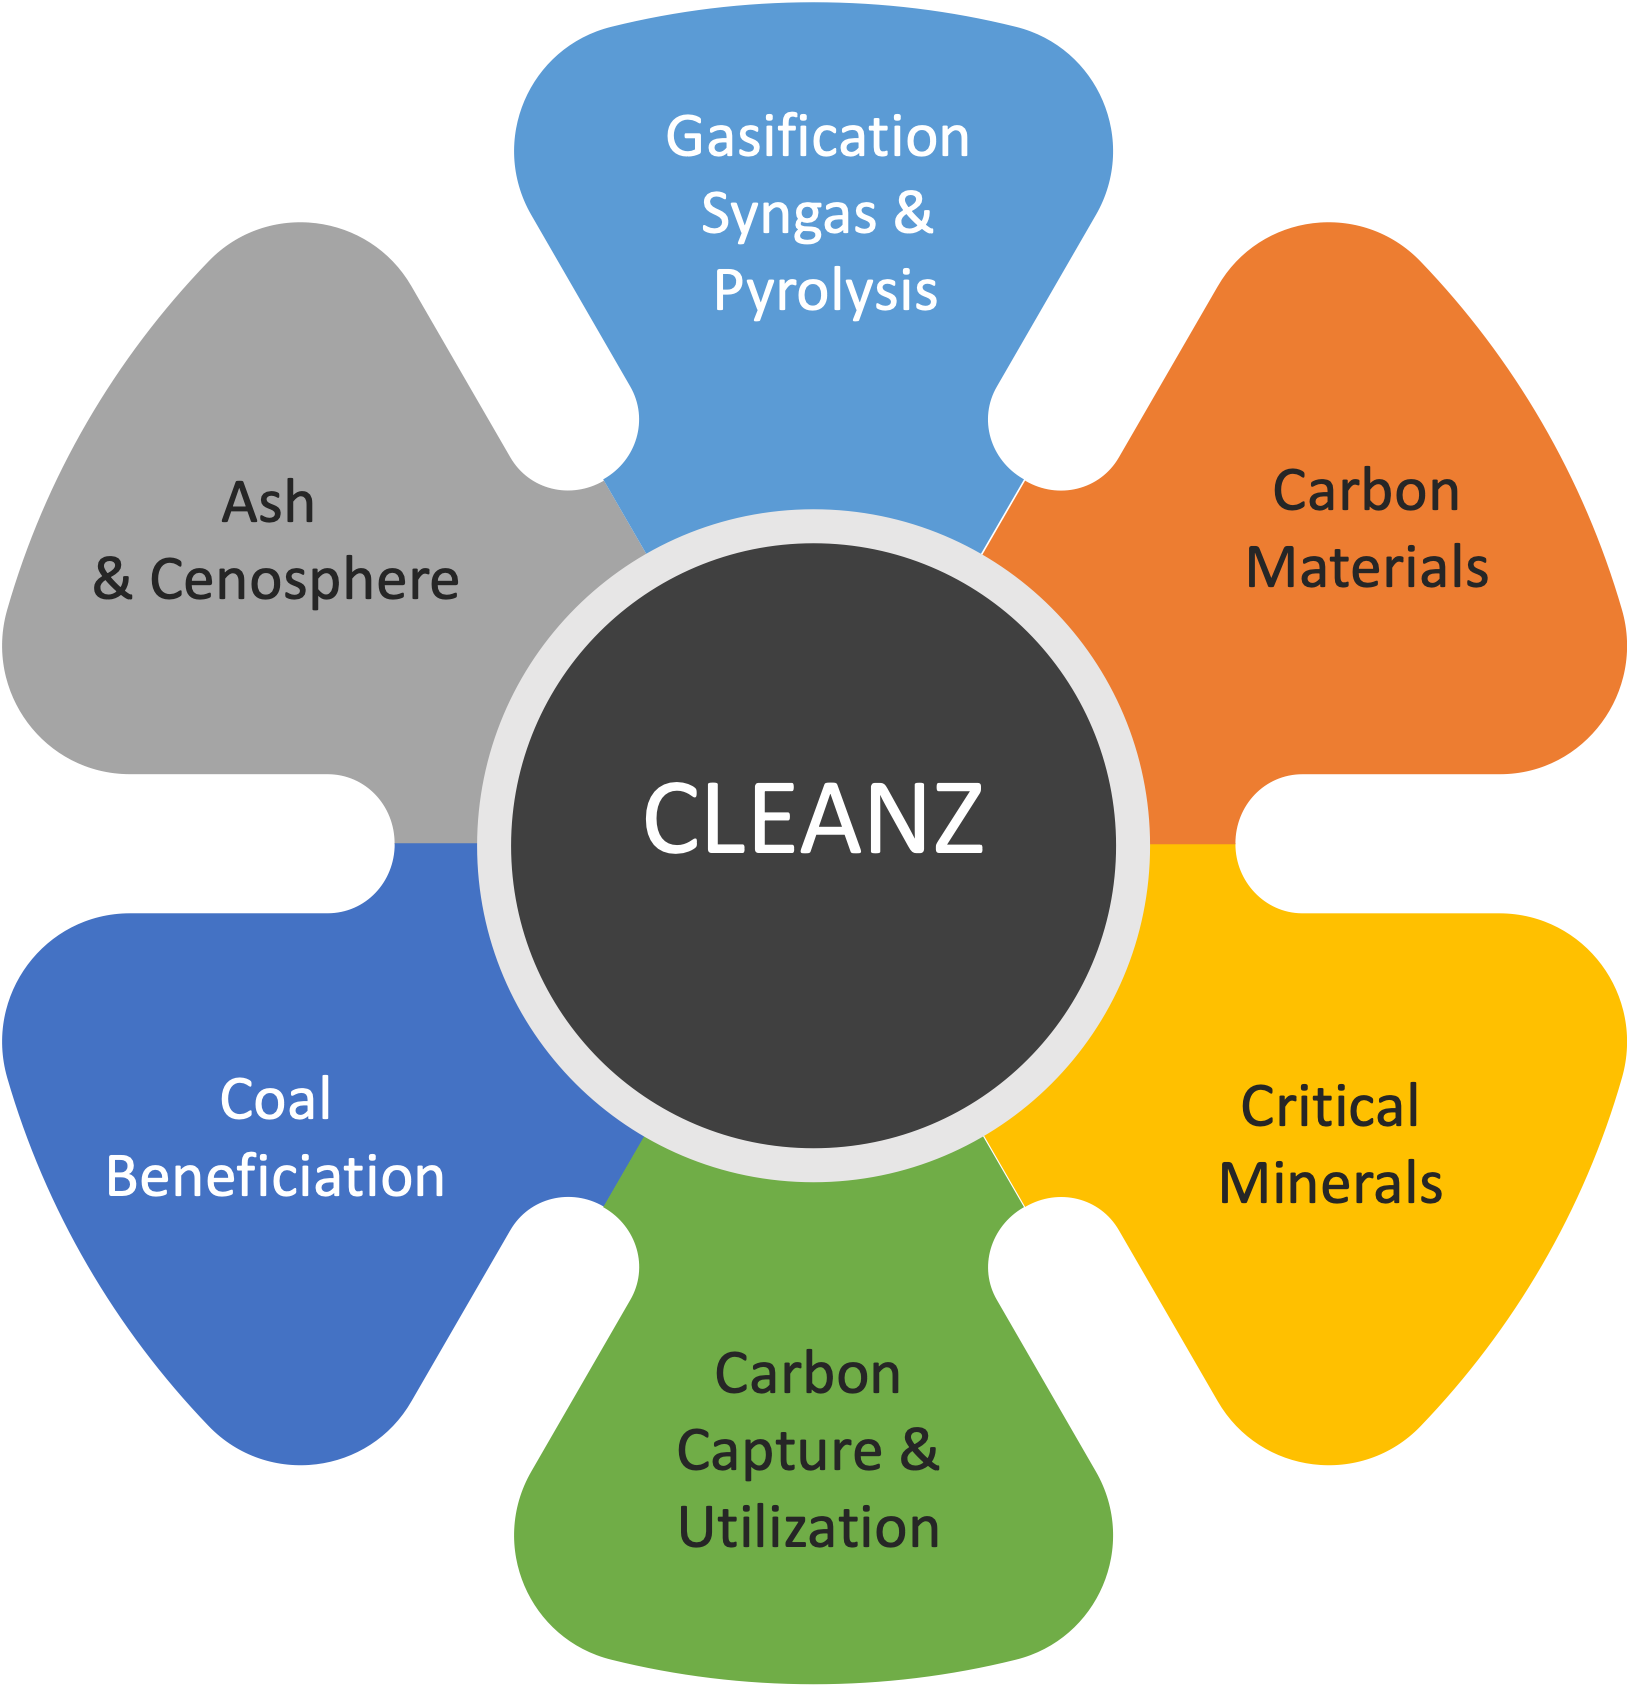 Gasification
Syngas &
Pyrolysis
Carbon
Materials
Critical
Minerals
Carbon
Capture &
Utilization
Coal
Beneficiation
Ash
& Cenosphere
CLEANZ